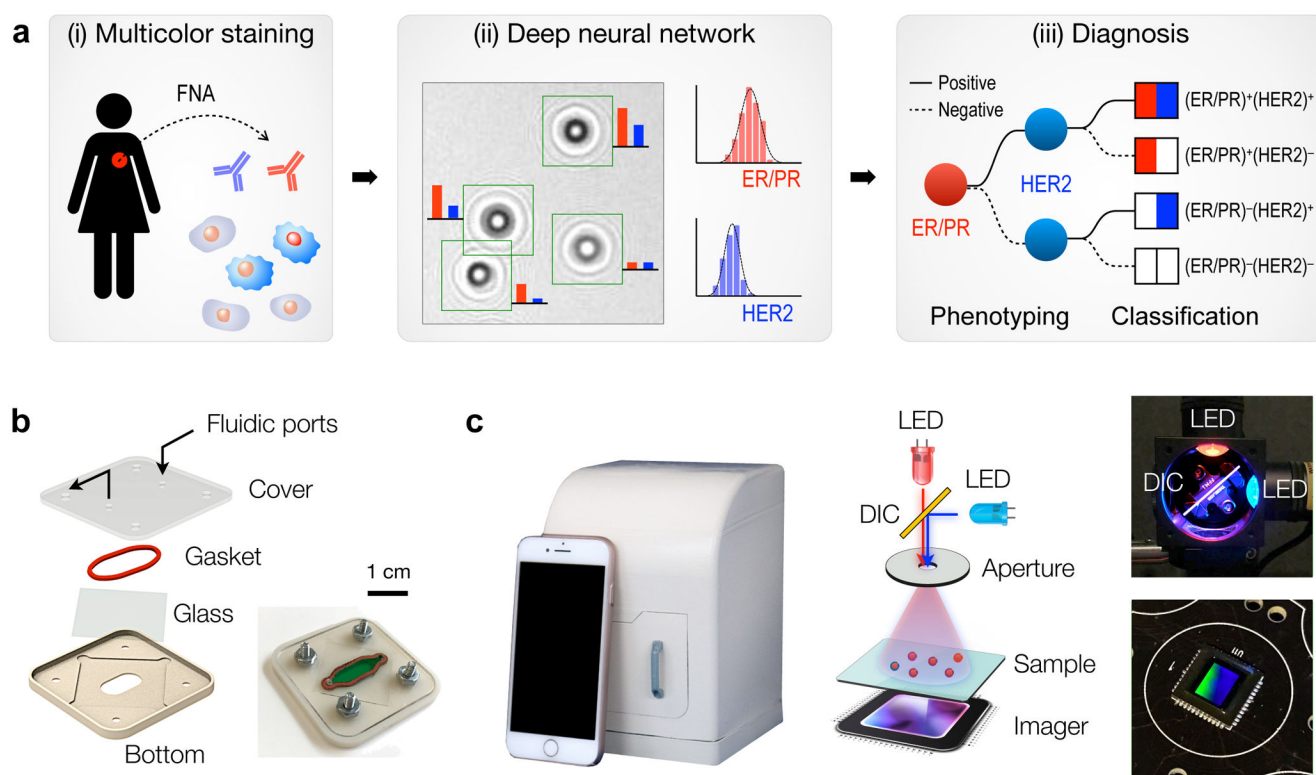 a
(i) Multicolor staining
FNA
(ii) Deep neural network
ER/PR
HER2
(iii) Diagnosis
Positive
Negative
ER/PR
HER2
(ER/PR)⁺(HER2)⁺
(ER/PR)⁺(HER2)⁻
(ER/PR)⁻(HER2)⁺
(ER/PR)⁻(HER2)⁻
Phenotyping
Classification
b
Fluidic ports
Cover
Gasket
Glass
Bottom
1 cm
c
LED
LED
DIC
Aperture
Sample
Imager
LED
DIC
LED